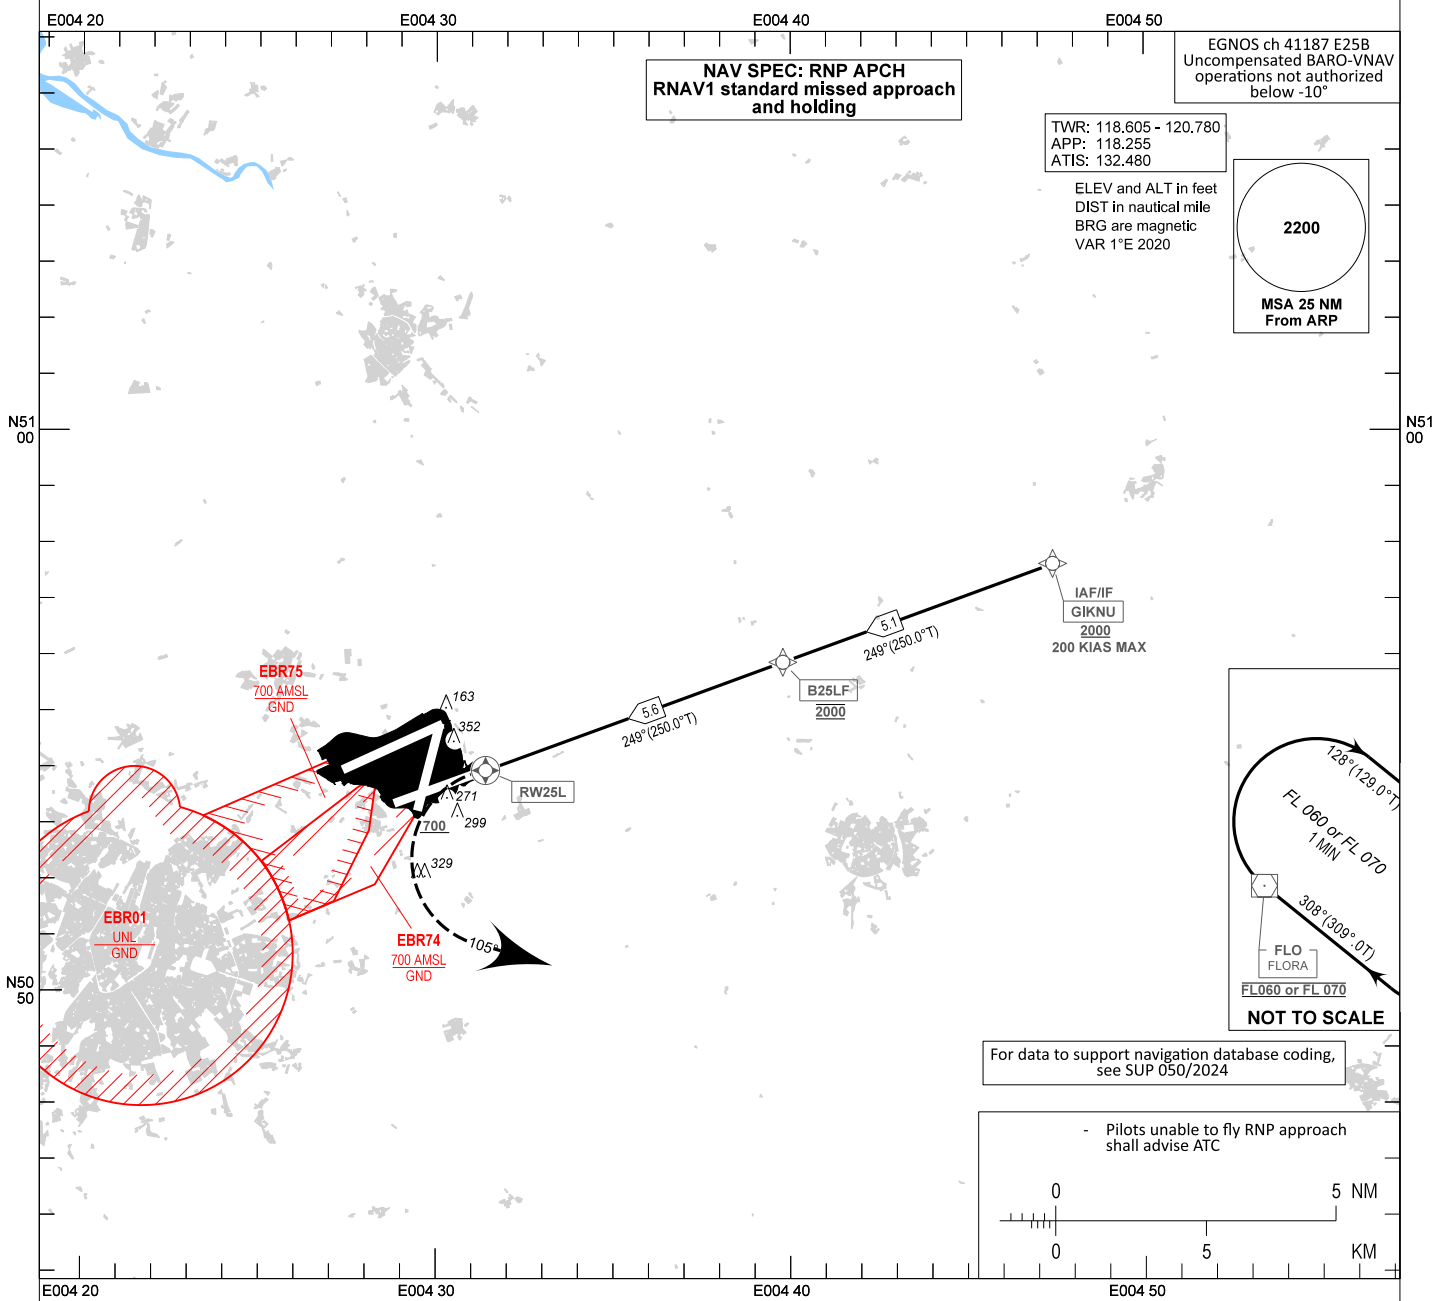 E004 20
E004 30
E004 40
E004 50
EGNOS ch 41187 E25B
Uncompensated BARO-VNAV
operations not authorized
below -10°
NAV SPEC: RNP APCH
RNAV1 standard missed approach
and holding
TWR: 118.605 - 120.780
APP: 118.255
ATIS: 132.480
ELEV and ALT in feet
DIST in nautical mile
BRG are magnetic
VAR 1°E 2020
2200
MSA 25 NM
From ARP
N51
00
N51
00
IAF/IF
GIKNU
2000
200 KIAS MAX
5.1
249°(250.0°T)
B25LF
2000
5.6
249°(250.0°T)
RW25L
EBR75
700 AMSL
GND
163
352
271
299
700
329
105°
EBR01
UNL
GND
EBR74
700 AMSL
GND
128°(129.0°T)
FL 060 or FL 070
1 MIN
308°(309°.0T)
FLO
FLORA
FL060 or FL 070
NOT TO SCALE
N50
50
For data to support navigation database coding,
see SUP 050/2024
- Pilots unable to fly RNP approach
shall advise ATC
0 5 NM
0 5 KM
E004 20
E004 30
E004 40
E004 50